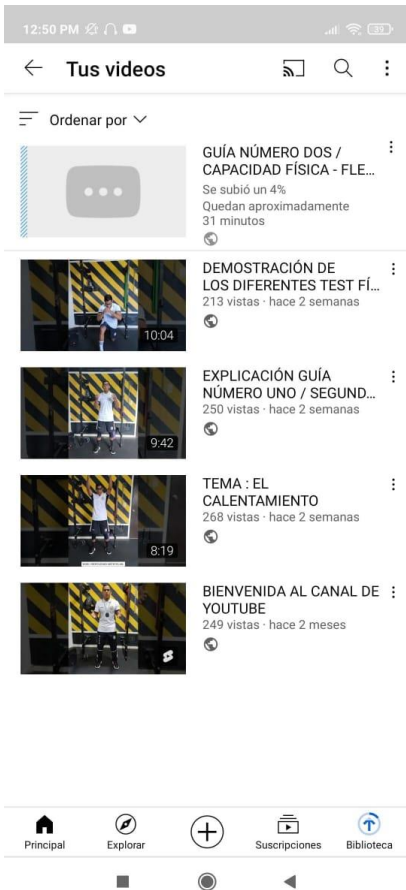 12:50 PM
39
Tus videos
Ordenar por
GUÍA NÚMERO DOS /
CAPACIDAD FÍSICA - FLE...
Se subió un 4%
Quedan aproximadamente
31 minutos
DEMOSTRACIÓN DE
LOS DIFERENTES TEST FÍ...
213 vistas · hace 2 semanas
10:04
EXPLICACIÓN GUÍA
NÚMERO UNO / SEGUND...
250 vistas · hace 2 semanas
9:42
TEMA : EL
CALENTAMIENTO
268 vistas · hace 2 semanas
8:19
BIENVENIDA AL CANAL DE
YOUTUBE
249 vistas · hace 2 meses
Principal
Explorar
Suscripciones
Biblioteca